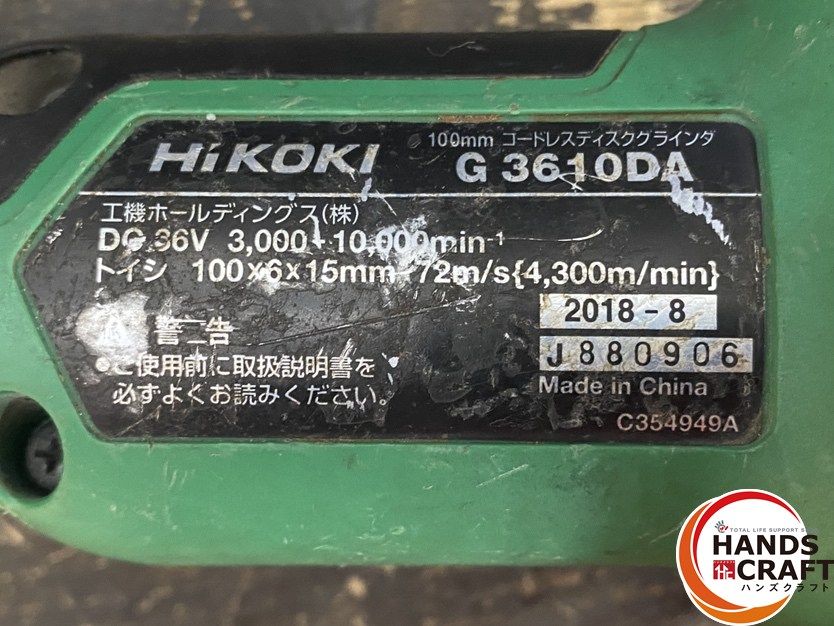 HiKOKI
100mm コードレスディスクグラインダ
G 3610DA
工機ホールディングス(株)
DC 36V 3,000-10,000min⁻¹
トイシ 100×6×15mm 72m/s{4,300m/min}
2018-8
警告
J880906
●ご使用前に取扱説明書を
必ずよくお読みください。
Made in China
C354949A
TOTAL LIFE SUPPORT
HANDS
CRAFT
ハンズクラフト